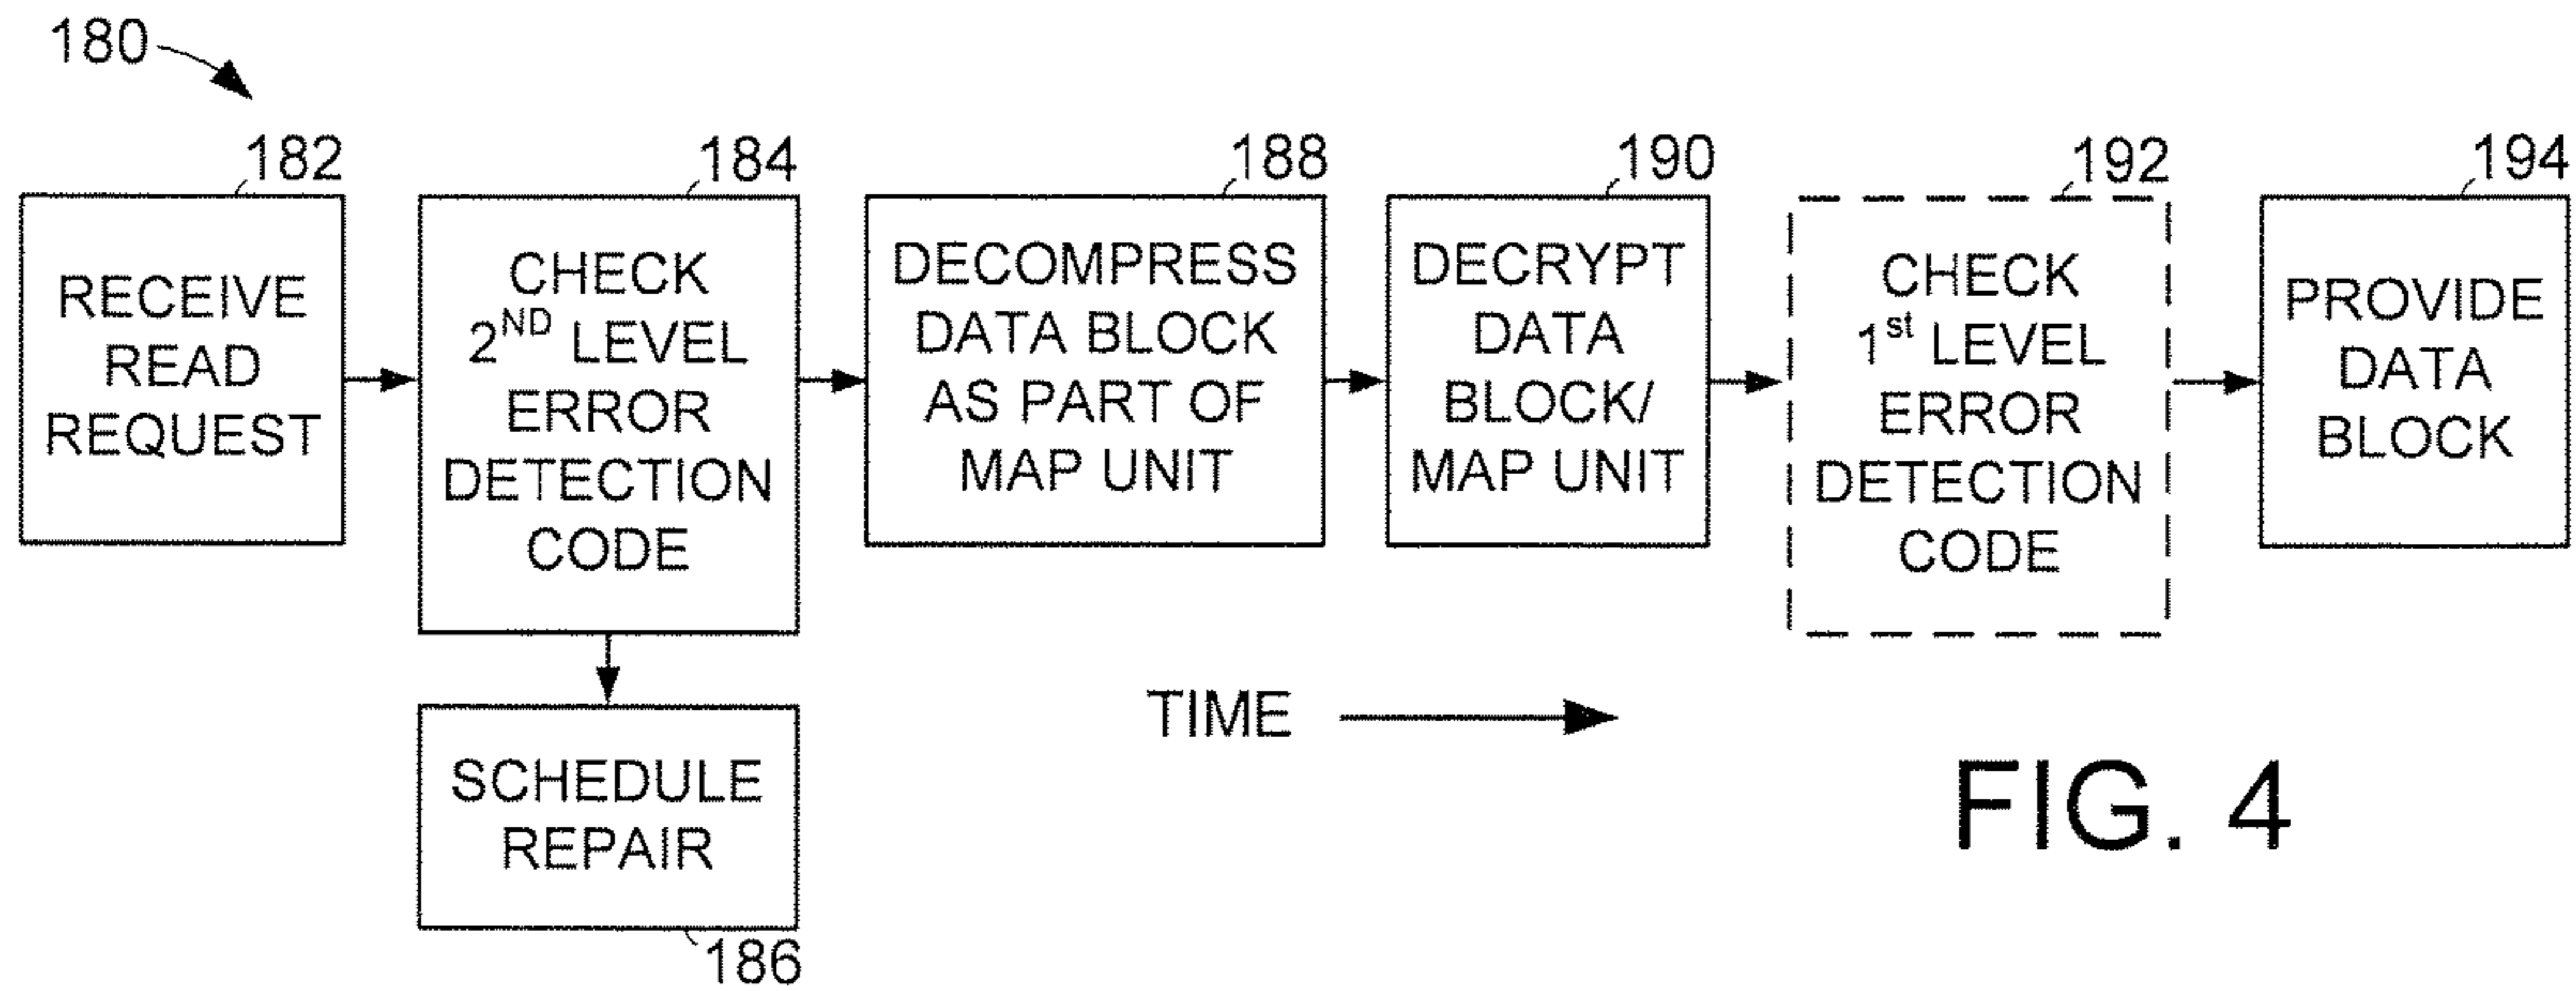 180
182
RECEIVE
READ
REQUEST
184
CHECK
2ND LEVEL
ERROR
DETECTION
CODE
188
DECOMPRESS
DATA BLOCK
AS PART OF
MAP UNIT
190
DECRYPT
DATA
BLOCK/
MAP UNIT
192
CHECK
1st LEVEL
ERROR
DETECTION
CODE
194
PROVIDE
DATA
BLOCK
SCHEDULE
REPAIR
186
TIME
FIG. 4